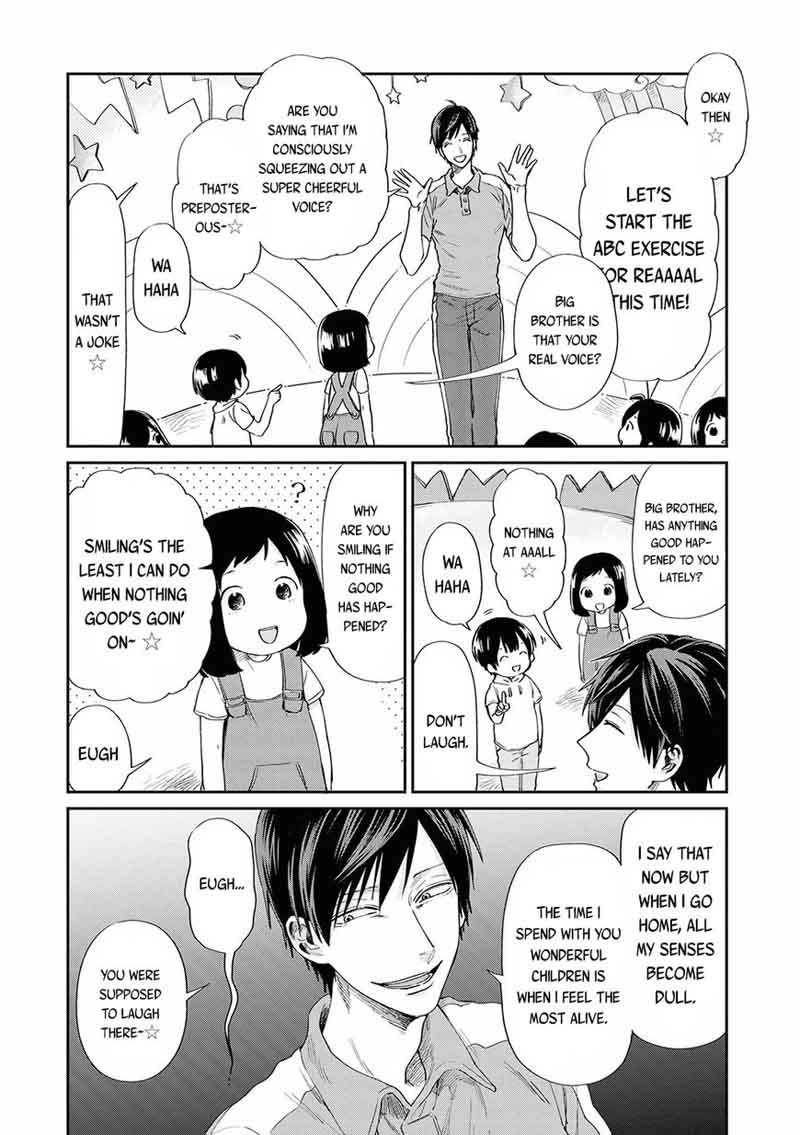 OKAY
THEN
☆
LET'S
START THE
ABC EXERCISE
FOR REAAAAL
THIS TIME!
BIG
BROTHER IS
THAT YOUR
REAL VOICE?
ARE YOU
SAYING THAT I'M
CONSCIOUSLY
SQUEEZING OUT A
SUPER CHEERFUL
VOICE?
THAT'S
PREPOSTER-
OUS~☆
WA
HAHA
THAT
WASN'T
A JOKE
☆
BIG BROTHER,
HAS ANYTHING
GOOD HAP-
PENED TO YOU
LATELY?
NOTHING
AT AAALL
☆
WA
HAHA
DON'T
LAUGH.
WHY
ARE YOU
SMILING IF
NOTHING
GOOD
HAS HAP-
PENED?
?
SMILING'S THE
LEAST I CAN DO
WHEN NOTHING
GOOD'S GOIN'
ON~ ☆
EUGH
I SAY THAT
NOW BUT
WHEN I GO
HOME, ALL
MY SENSES
BECOME
DULL.
THE TIME I
SPEND WITH YOU
WONDERFUL
CHILDREN IS
WHEN I FEEL THE
MOST ALIVE.
EUGH...
YOU WERE
SUPPOSED
TO LAUGH
THERE~☆